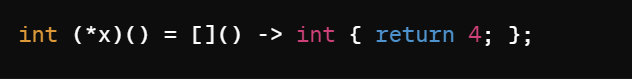 int (*x)() = []() -> int { return 4; };